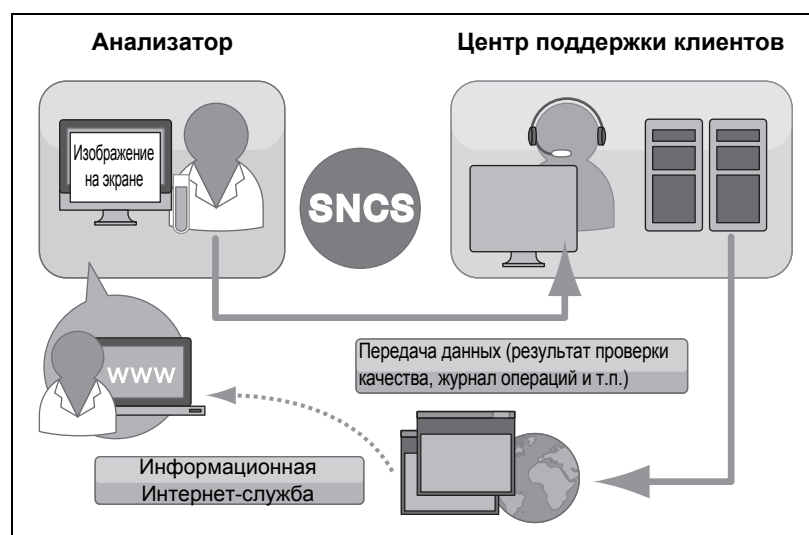 Анализатор
Центр поддержки клиентов
Изображение
на экране
SNCS
Передача данных (результат проверки
качества, журнал операций и т.п.)
WWW
Информационная
Интернет-служба